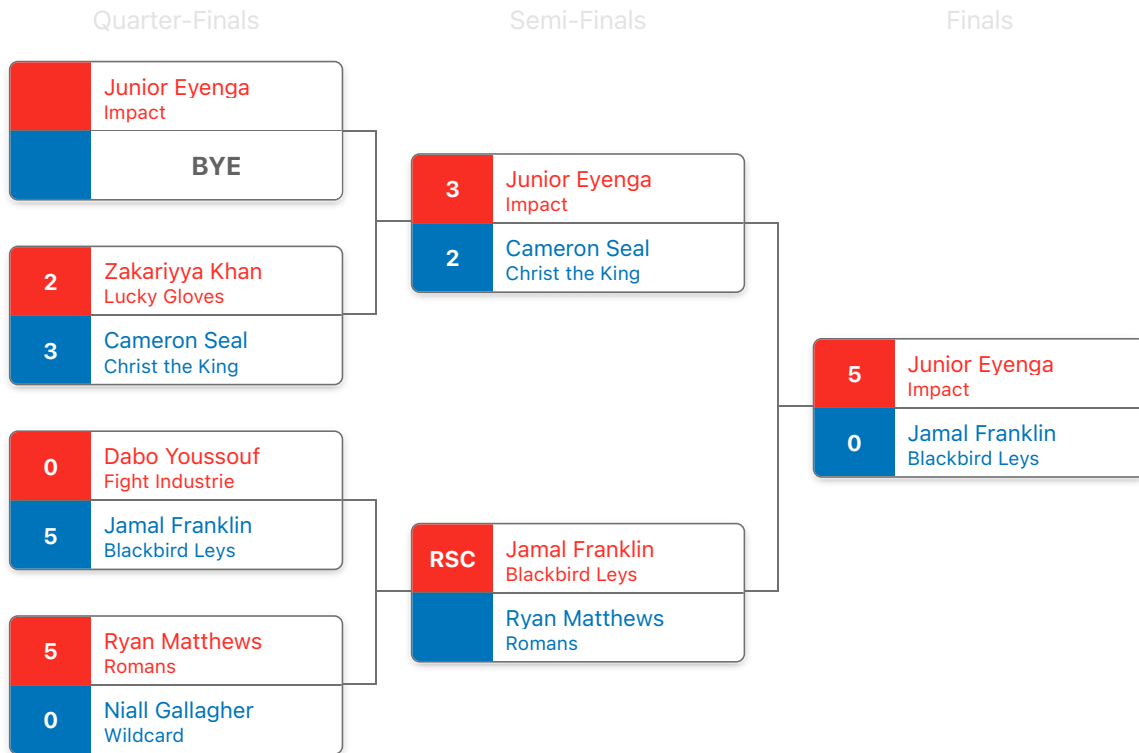 Quarter-Finals
Semi-Finals
Finals
Junior Eyenga
Impact
BYE
2
Zakariyya Khan
Lucky Gloves
3
Cameron Seal
Christ the King
0
Dabo Youssouf
Fight Industrie
5
Jamal Franklin
Blackbird Leys
5
Ryan Matthews
Romans
0
Niall Gallagher
Wildcard
3
Junior Eyenga
Impact
2
Cameron Seal
Christ the King
RSC
Jamal Franklin
Blackbird Leys
Ryan Matthews
Romans
5
Junior Eyenga
Impact
0
Jamal Franklin
Blackbird Leys